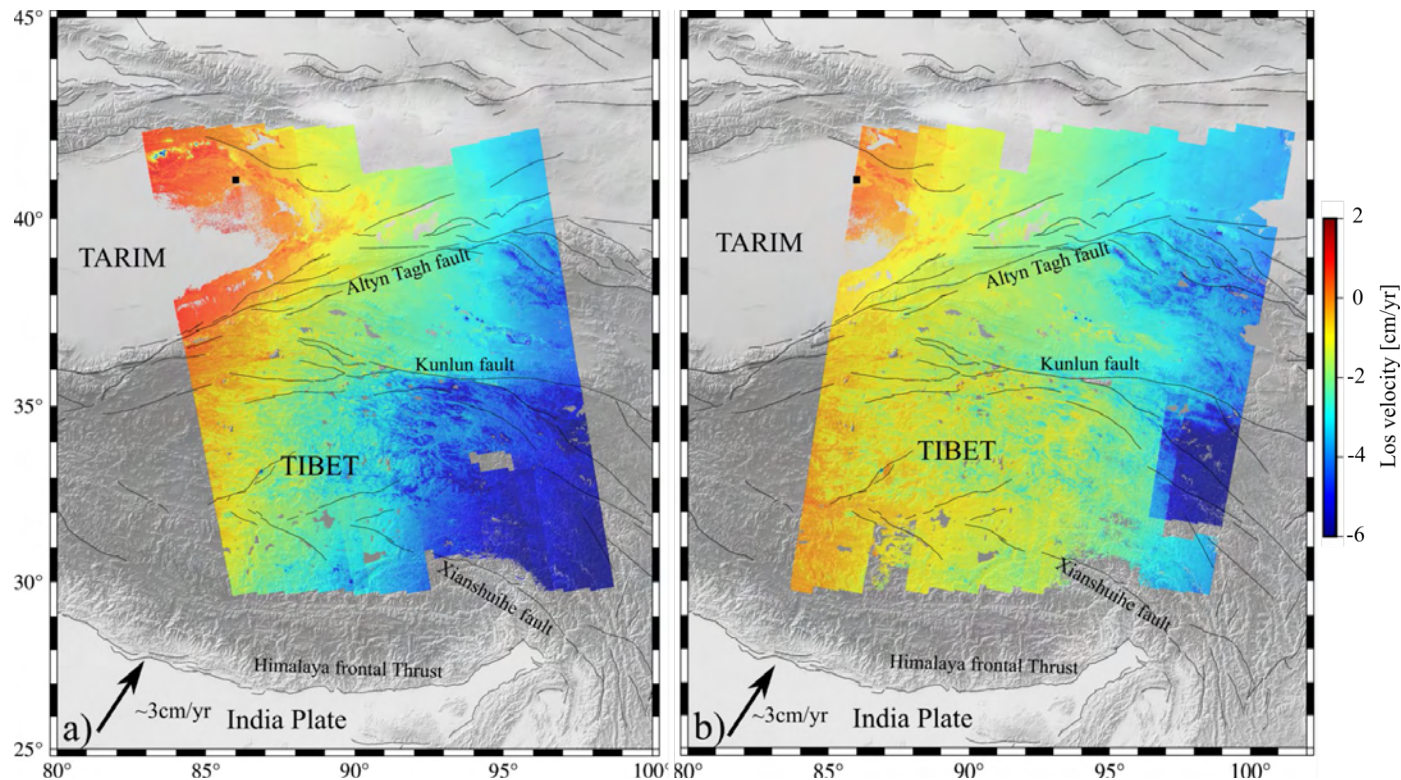 45°
40°
35°
30°
25°
80°
85°
90°
95°
100°
TARIM
Altyn Tagh fault
Kunlun fault
TIBET
Xianshuihe fault
Himalaya frontal Thrust
~3cm/yr
India Plate
a)
80
85°
90°
95°
100°
TARIM
Altyn Tagh fault
Kunlun fault
TIBET
Xianshuihe fault
Himalaya frontal Thrust
~3cm/yr
India Plate
b)
2
0
-2
-4
-6
Los velocity [cm/yr]